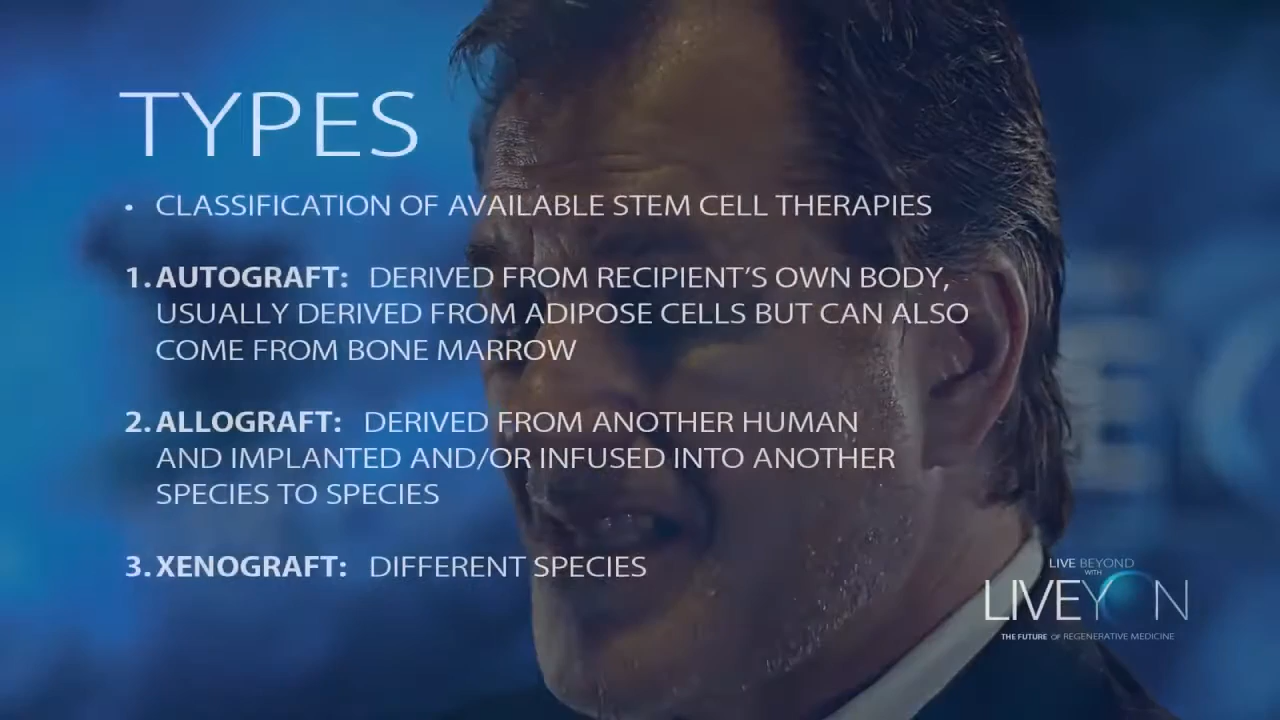 TYPES
• CLASSIFICATION OF AVAILABLE STEM CELL THERAPIES
1. AUTOGRAFT: DERIVED FROM RECIPIENT'S OWN BODY,
USUALLY DERIVED FROM ADIPOSE CELLS BUT CAN ALSO
COME FROM BONE MARROW
2. ALLOGRAFT: DERIVED FROM ANOTHER HUMAN
AND IMPLANTED AND/OR INFUSED INTO ANOTHER
SPECIES TO SPECIES
3. XENOGRAFT: DIFFERENT SPECIES
LIVE BEYOND
WITH
LIVEYON
THE FUTURE OF REGENERATIVE MEDICINE